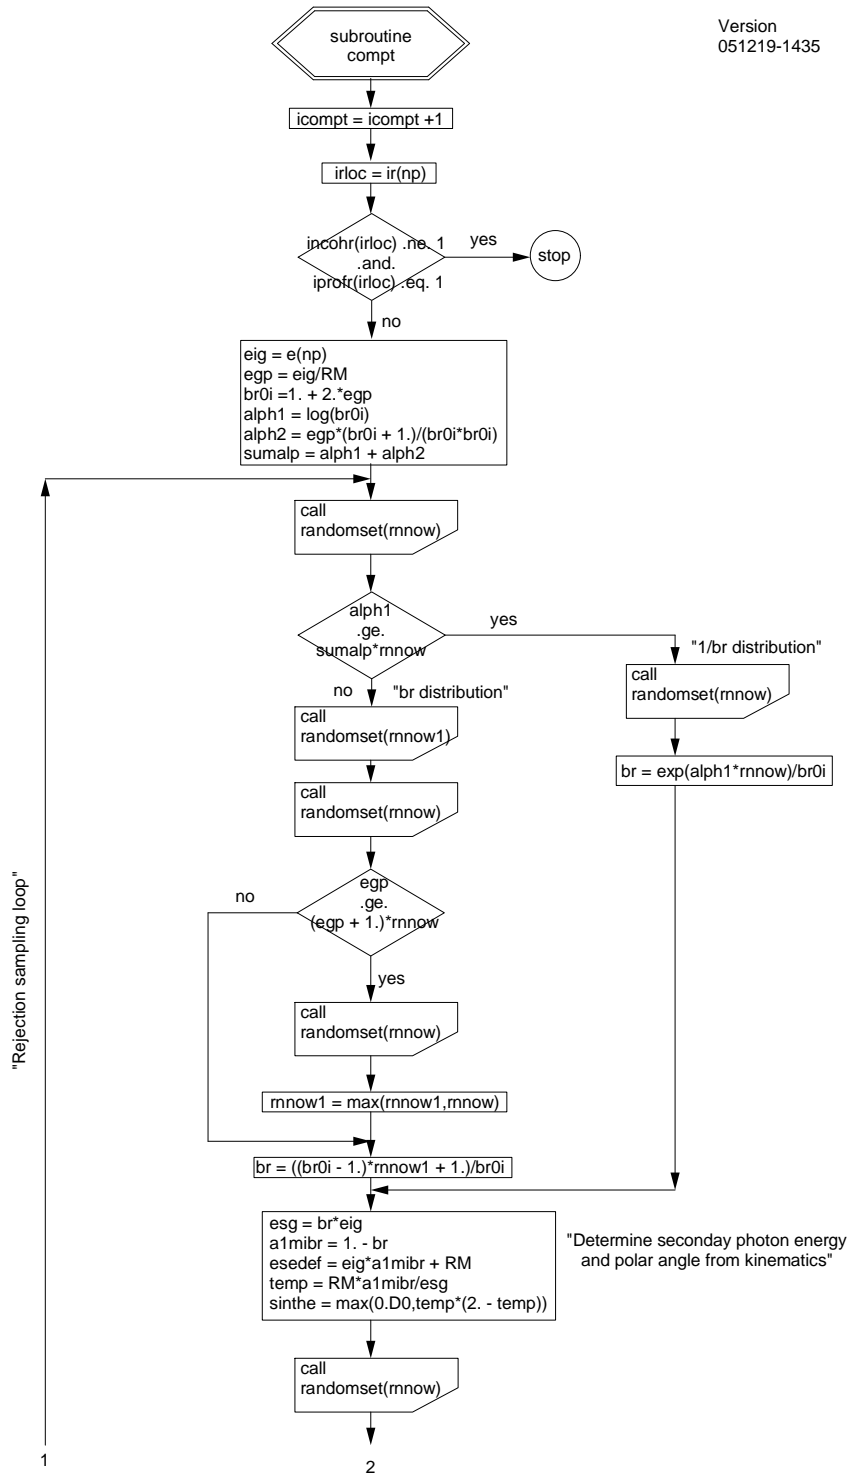 subroutine
compt
Version
051219-1435
icompt = icompt +1
irloc = ir(np)
incohr(irloc) .ne. 1
.and.
iprofr(irloc) .eq. 1
yes
stop
no
eig = e(np)
egp = eig/RM
br0i =1. + 2.*egp
alph1 = log(br0i)
alph2 = egp*(br0i + 1.)/(br0i*br0i)
sumalp = alph1 + alph2
call
randomset(rnnow)
alph1
.ge.
sumalp*rnnow
yes
"1/br distribution"
no
"br distribution"
call
randomset(rnnow)
call
randomset(rnnow1)
br = exp(alph1*rnnow)/br0i
call
randomset(rnnow)
egp
.ge.
(egp + 1.)*rnnow
no
yes
"Rejection sampling loop"
call
randomset(rnnow)
rnnow1 = max(rnnow1,rnnow)
br = ((br0i - 1.)*rnnow1 + 1.)/br0i
esg = br*eig
a1mibr = 1. - br
esedef = eig*a1mibr + RM
temp = RM*a1mibr/esg
sinthe = max(0.D0,temp*(2. - temp))
"Determine seconday photon energy
and polar angle from kinematics"
call
randomset(rnnow)
1
2